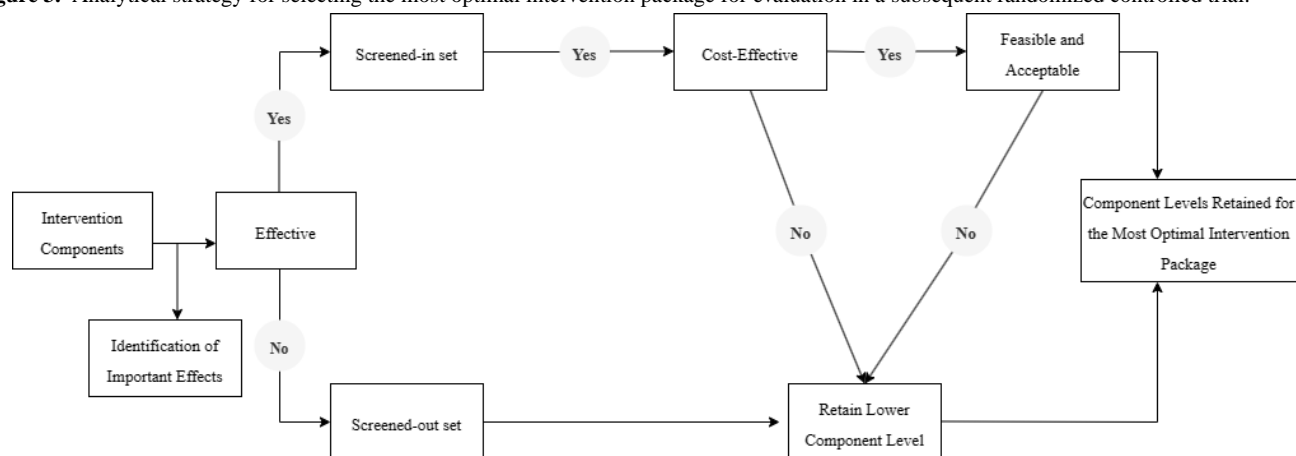 Figure 3. Analytical strategy for selecting the most optimal intervention package for evaluation in a subsequent randomized controlled trial.
Screened-in set
Yes
Cost-Effective
Yes
Feasible and
Acceptable
Yes
Intervention
Components
Effective
No
No
Component Levels Retained for
the Most Optimal Intervention
Package
Identification of
Important Effects
No
Screened-out set
Retain Lower
Component Level